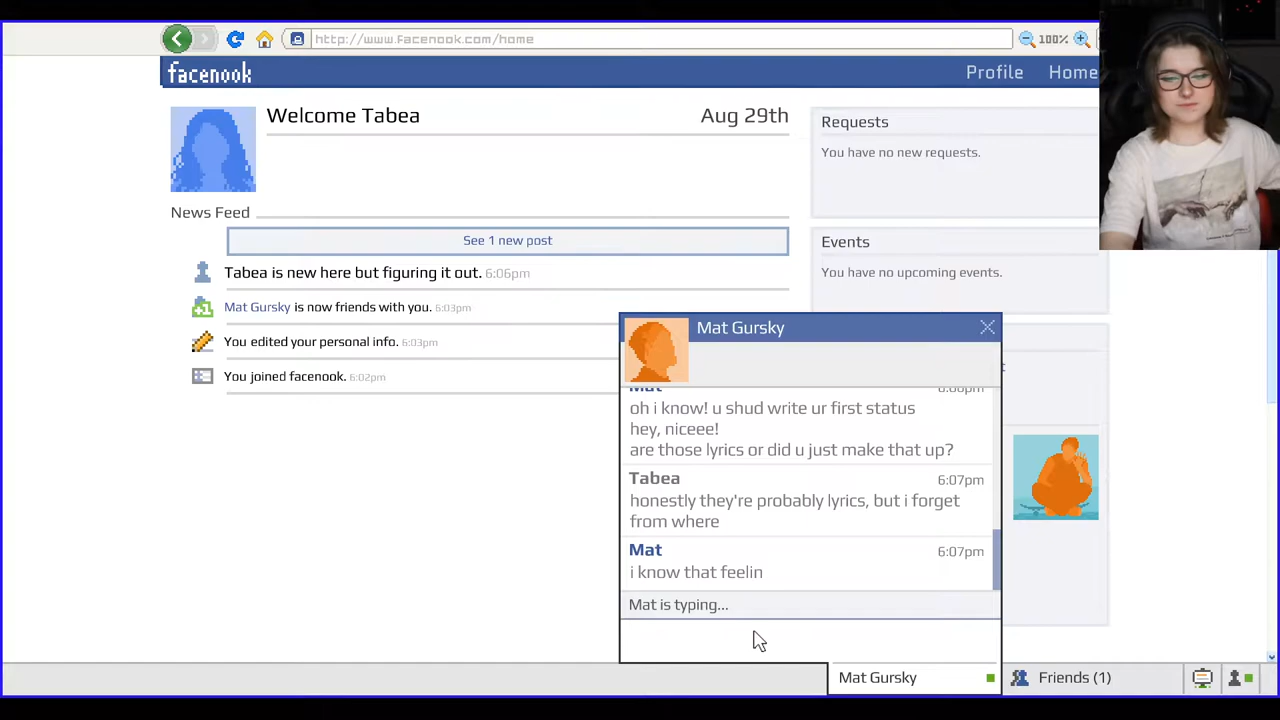 http://www.facenook.com/home
100%
facenook
Profile
Home
Welcome Tabea
Aug 29th
News Feed
See 1 new post
Tabea is new here but figuring it out. 6:06pm
Mat Gursky is now friends with you. 6:03pm
You edited your personal info. 6:03pm
You joined facenook. 6:02pm
Requests
You have no new requests.
Events
You have no upcoming events.
Mat Gursky
Mat
oh i know! u shud write ur first status
hey, niceee!
are those lyrics or did u just make that up?
Tabea 6:07pm
honestly they're probably lyrics, but i forget
from where
Mat 6:07pm
i know that feelin
Mat is typing...
Mat Gursky
Friends (1)